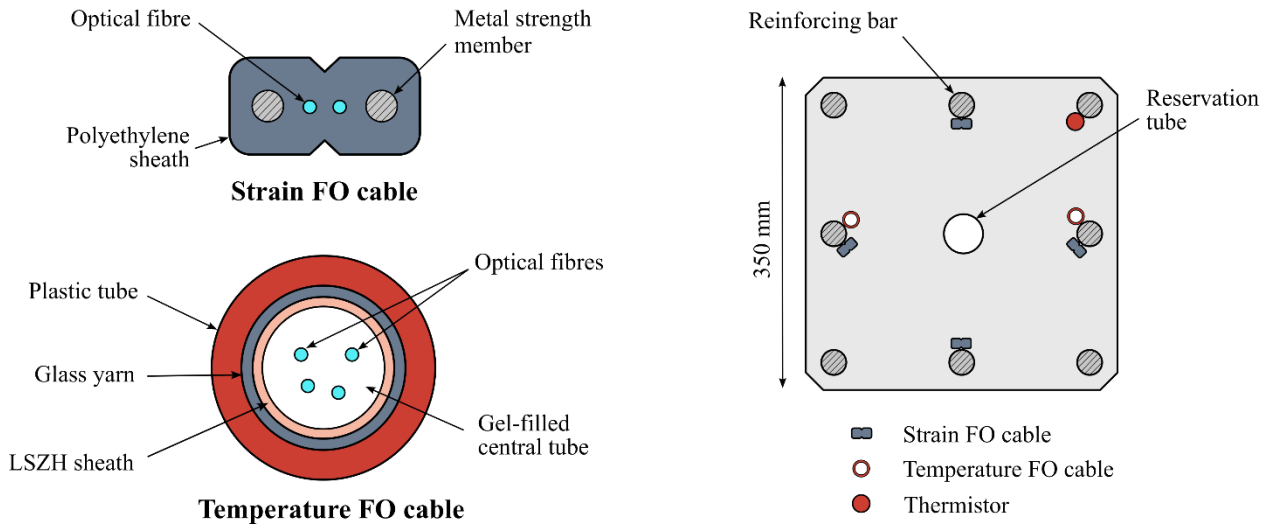 Optical fibre
Metal strength
member
Polyethylene
sheath
Strain FO cable
Optical fibres
Plastic tube
Glass yarn
LSZH sheath
Gel-filled
central tube
Temperature FO cable
Reinforcing bar
Reservation
tube
350 mm
Strain FO cable
Temperature FO cable
Thermistor